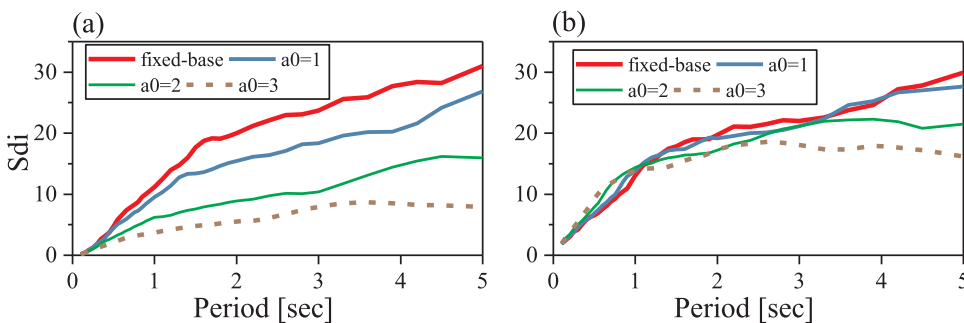 (a)
fixed-base a0=1
a0=2 a0=3
Sdi
30
20
10
0
0 1 2 3 4 5
Period [sec]
(b)
fixed-base a0=1
a0=2 a0=3
30
20
10
0
0 1 2 3 4 5
Period [sec]